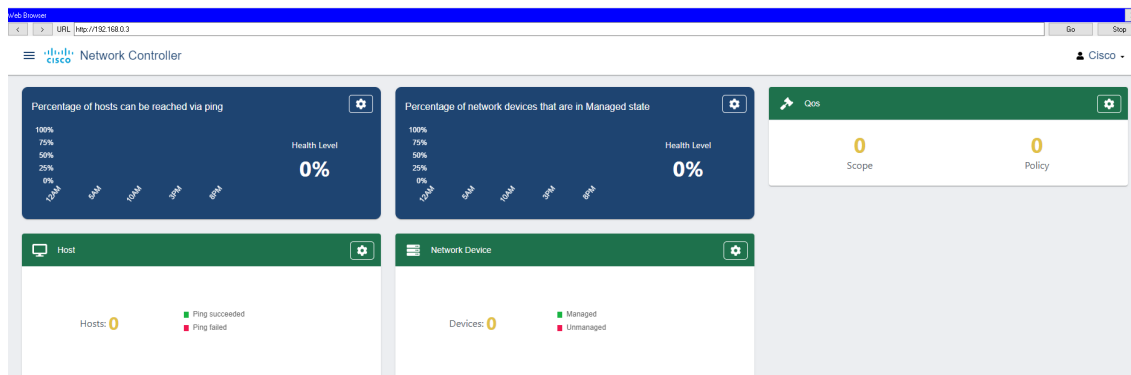 Web Browser
< > URL http://192.168.0.3 Go Stop
CISCO Network Controller Cisco
Percentage of hosts can be reached via ping
100%
75%
50%
25%
0%
12AM 5AM 10AM 3PM 8PM
Health Level
0%
Percentage of network devices that are in Managed state
100%
75%
50%
25%
0%
12AM 5AM 10AM 3PM 8PM
Health Level
0%
Qos
0 0
Scope Policy
Host
Hosts: 0
Ping succeeded
Ping failed
Network Device
Devices: 0
Managed
Unmanaged